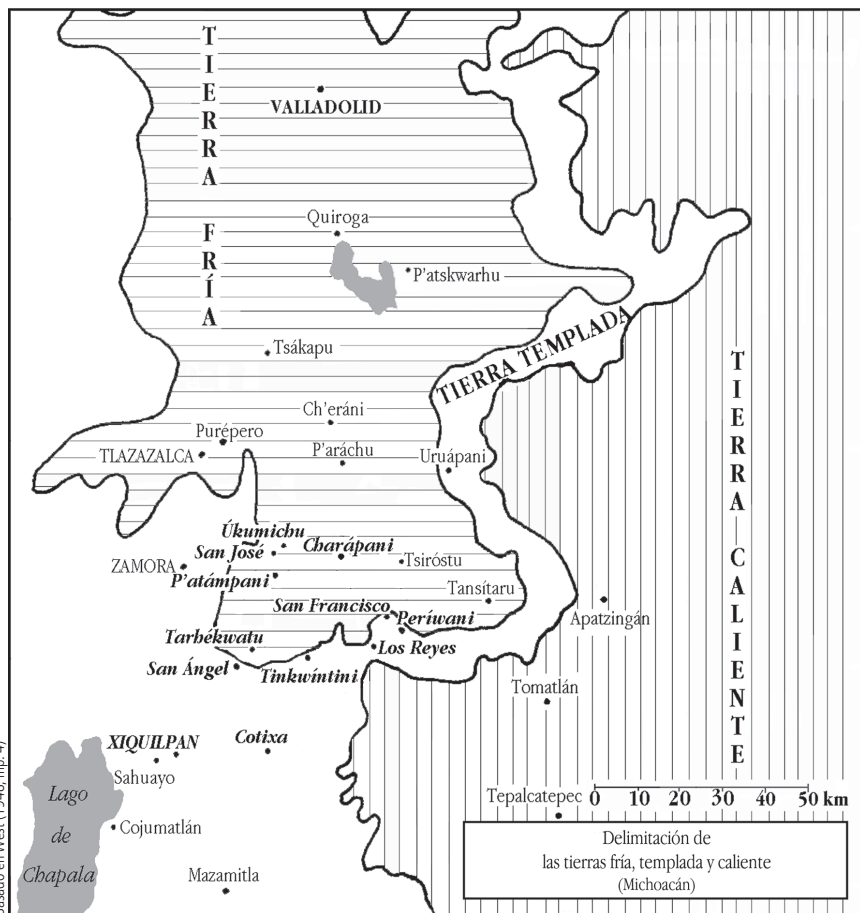 TIERRA FRÍA
VALLADOLID
Quiroga
P'atskwarhu
TIERRA TEMPLADA
Tsákapu
TIERRA CALIENTE
Ch'eráni
Purépero
TLAZAZALCA
P'aráchu
Uruápani
Úkumichu
San José
Charápani
ZAMORA
Tsiróstu
P'atámpani
Tansítaru
San Francisco
Períwani
Apatzingán
Tarhékwatu
Los Reyes
San Ángel
Tinkwíntini
Tomatlán
XIQUILPAN
Cotixa
Sahuayo
Lago
de
Chapala
Cojumatlán
Mazamitla
Tepalcatepec
0 10 20 30 40 50 km
Delimitación de
las tierras fría, templada y caliente
(Michoacán)